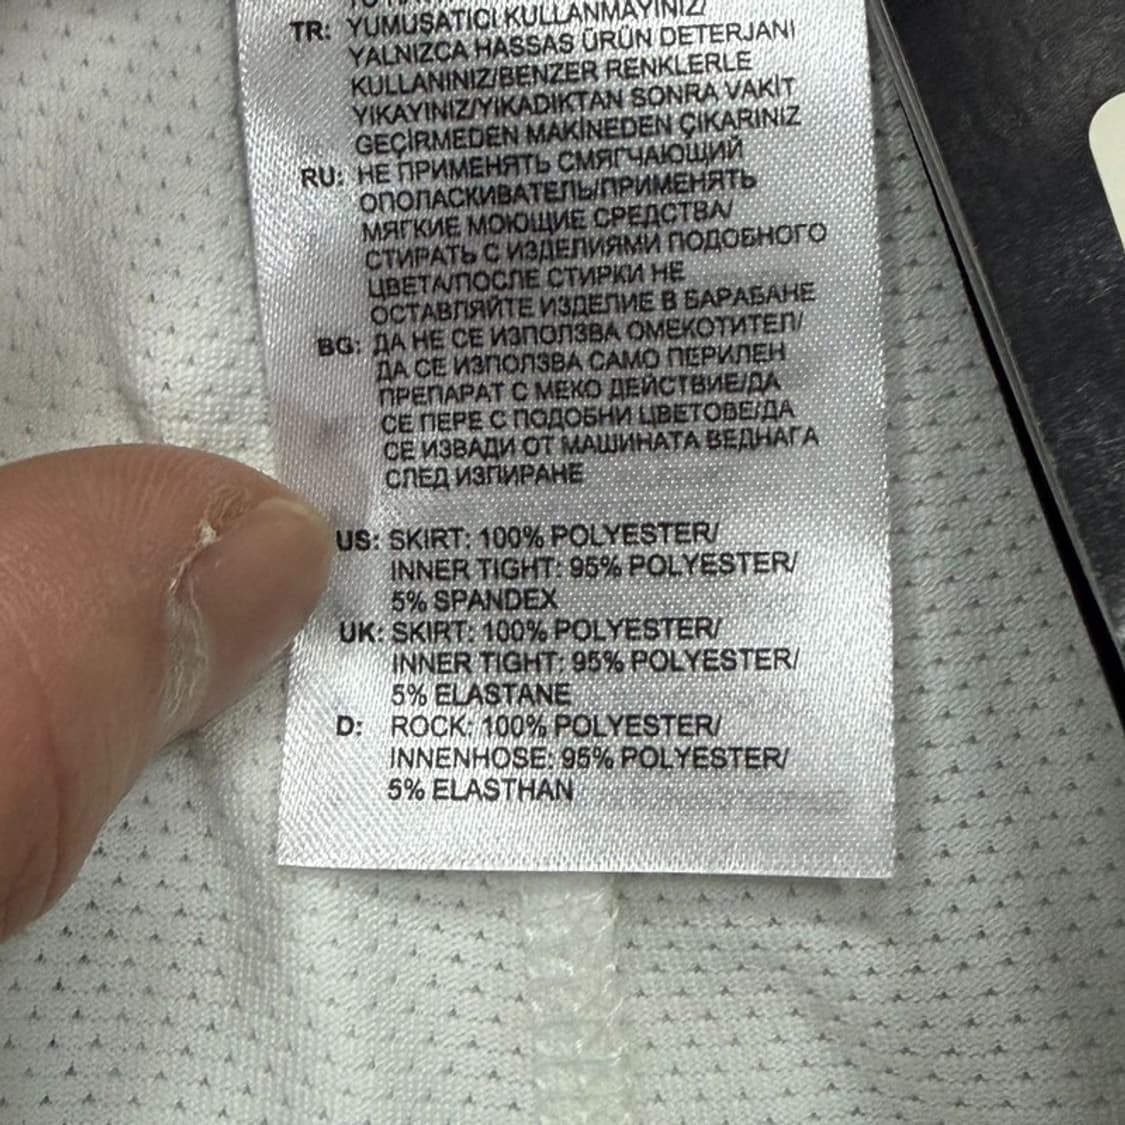 TR: YUMUŞATICI KULLANMAYINIZ/
YALNIZCA HASSAS ÜRÜN DETERJANI
KULLANINIZ/BENZER RENKLERLE
YIKAYINIZ/YIKADIKTAN SONRA VAKİT
GEÇİRMEDEN MAKİNEDEN ÇIKARINIZ
RU: НЕ ПРИМЕНЯТЬ СМЯГЧАЮЩИЙ
ОПОЛАСКИВАТЕЛЬ/ПРИМЕНЯТЬ
МЯГКИЕ МОЮЩИЕ СРЕДСТВА/
СТИРАТЬ С ИЗДЕЛИЯМИ ПОДОБНОГО
ЦВЕТА/ПОСЛЕ СТИРКИ НЕ
ОСТАВЛЯЙТЕ ИЗДЕЛИЕ В БАРАБАНЕ
BG: ДА НЕ СЕ ИЗПОЛЗВА ОМЕКОТИТЕЛ/
ДА СЕ ИЗПОЛЗВА САМО ПЕРИЛЕН
ПРЕПАРАТ С МЕКО ДЕЙСТВИЕ/ДА
СЕ ПЕРЕ С ПОДОБНИ ЦВЕТОВЕ/ДА
СЕ ИЗВАДИ ОТ МАШИНАТА ВЕДНАГА
СЛЕД ИЗПИРАНЕ
US: SKIRT: 100% POLYESTER/
INNER TIGHT: 95% POLYESTER/
5% SPANDEX
UK: SKIRT: 100% POLYESTER/
INNER TIGHT: 95% POLYESTER/
5% ELASTANE
D: ROCK: 100% POLYESTER/
INNENHOSE: 95% POLYESTER/
5% ELASTHAN